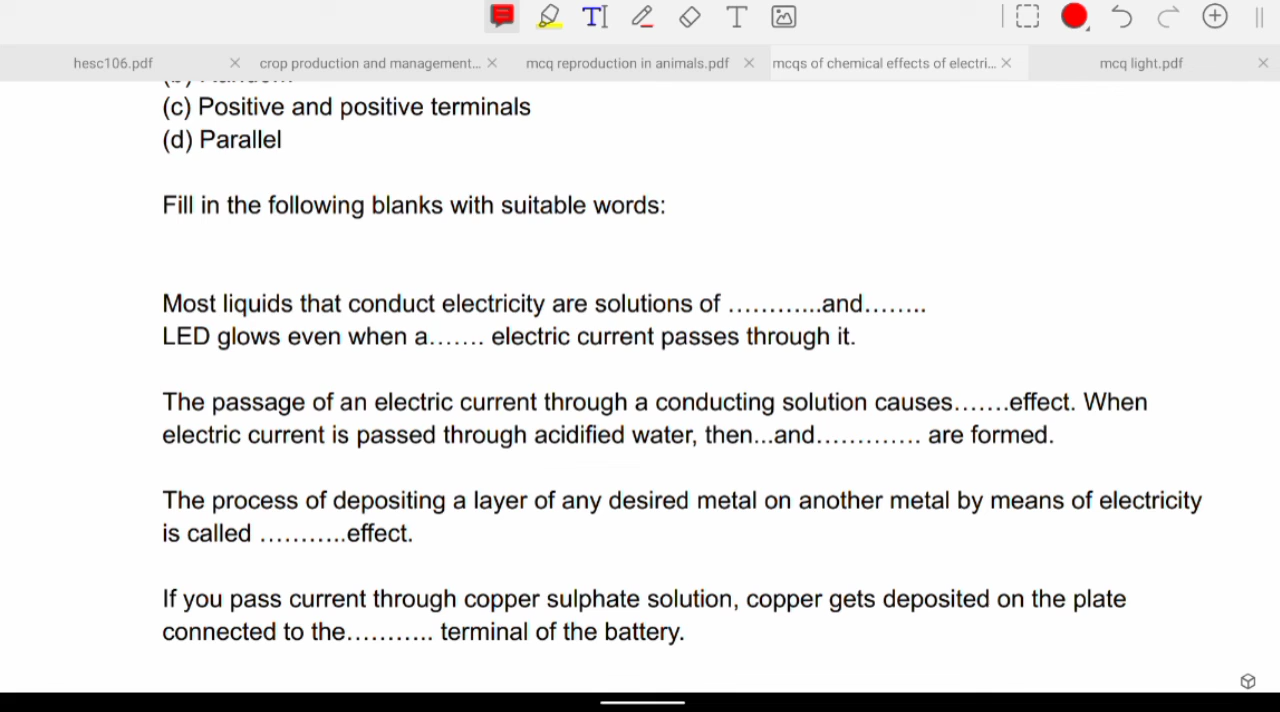 hesc106.pdf
crop production and management...
mcq reproduction in animals.pdf
mcqs of chemical effects of electri...
mcq light.pdf
(c) Positive and positive terminals
(d) Parallel
Fill in the following blanks with suitable words:
Most liquids that conduct electricity are solutions of …………and……..
LED glows even when a……. electric current passes through it.
The passage of an electric current through a conducting solution causes…….effect. When
electric current is passed through acidified water, then...and…………. are formed.
The process of depositing a layer of any desired metal on another metal by means of electricity
is called ………..effect.
If you pass current through copper sulphate solution, copper gets deposited on the plate
connected to the……….. terminal of the battery.